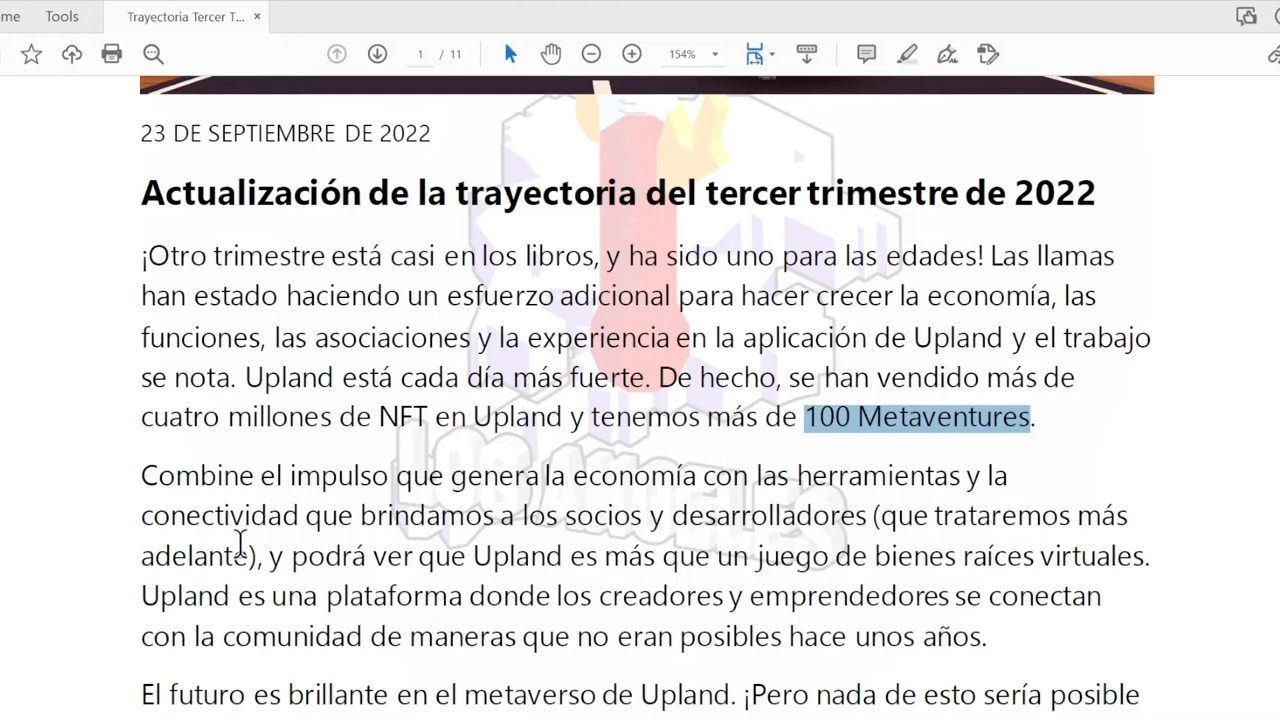 me Tools Trayectoria Tercer T... ×
1 / 11 154%
23 DE SEPTIEMBRE DE 2022
Actualización de la trayectoria del tercer trimestre de 2022
¡Otro trimestre está casi en los libros, y ha sido uno para las edades! Las llamas
han estado haciendo un esfuerzo adicional para hacer crecer la economía, las
funciones, las asociaciones y la experiencia en la aplicación de Upland y el trabajo
se nota. Upland está cada día más fuerte. De hecho, se han vendido más de
cuatro millones de NFT en Upland y tenemos más de 100 Metaventures.
LOS ANGELES
Combine el impulso que genera la economía con las herramientas y la
conectividad que brindamos a los socios y desarrolladores (que trataremos más
adelante), y podrá ver que Upland es más que un juego de bienes raíces virtuales.
Upland es una plataforma donde los creadores y emprendedores se conectan
con la comunidad de maneras que no eran posibles hace unos años.
El futuro es brillante en el metaverso de Upland. ¡Pero nada de esto sería posible